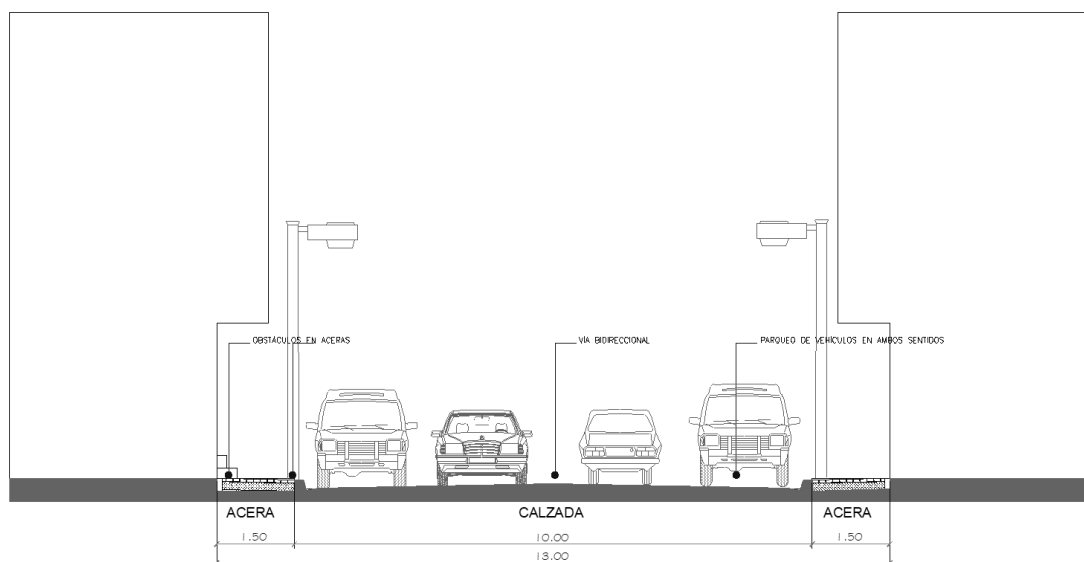 OBSTÁCULOS EN ACERAS
VÍA BIDIRECCIONAL
PARQUEO DE VEHÍCULOS EN AMBOS SENTIDOS
ACERA
CALZADA
ACERA
1.50
10.00
1.50
13.00